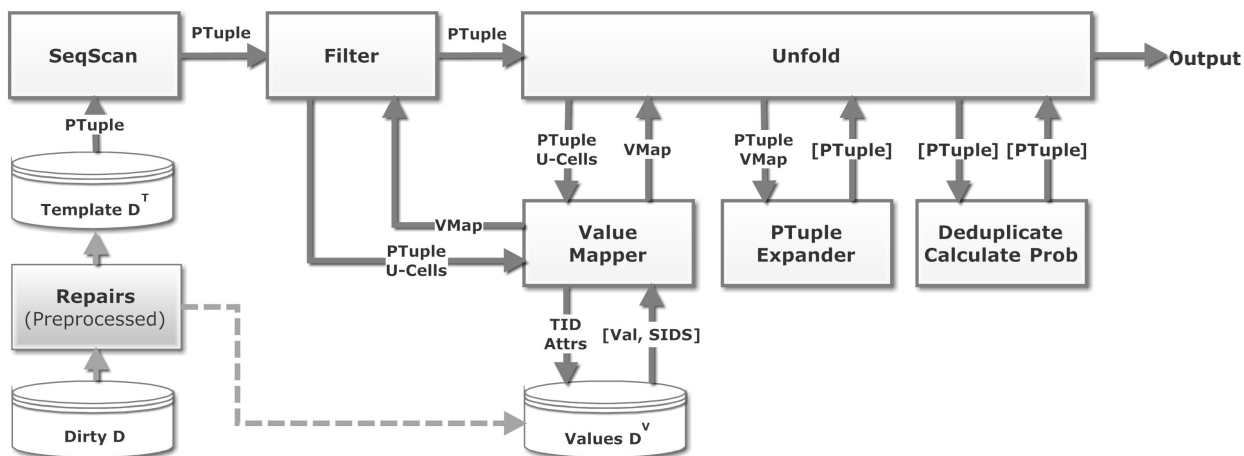 PTuple
PTuple
SeqScan
Filter
Unfold
Output
PTuple
PTuple
U-Cells
VMap
PTuple
VMap
[PTuple]
[PTuple]
[PTuple]
Template D^T
VMap
Value
Mapper
PTuple
Expander
Deduplicate
Calculate Prob
PTuple
U-Cells
Repairs
(Preprocessed)
TID
Attrs
[Val, SIDS]
Dirty D
Values D^V